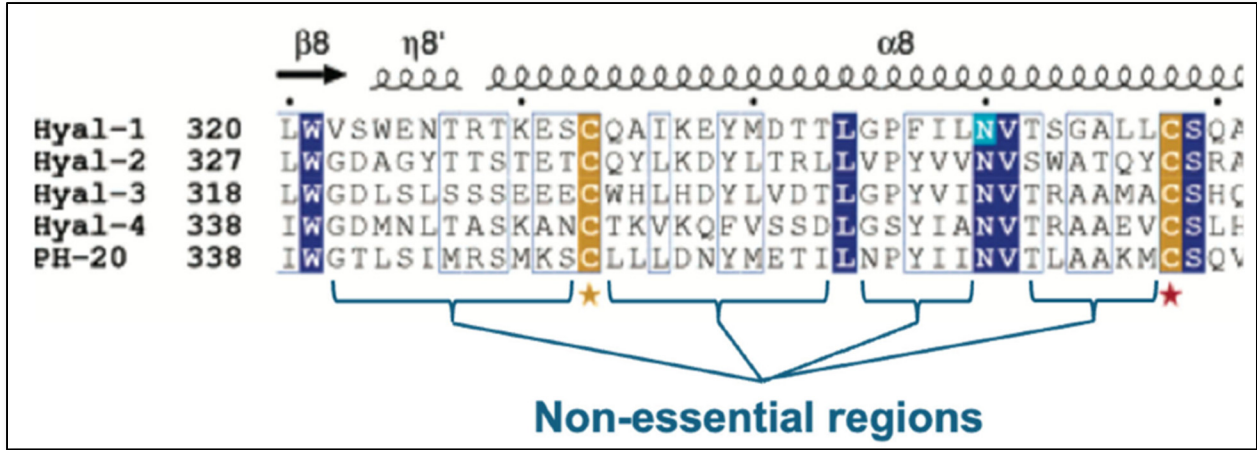 β8 η8' α8
Hyal-1 320 LWVSWENTRTKESCQAIKEYMDTTLGPFILNVTSGALLCSQA
Hyal-2 327 LWGDAGYTTSTETCQYLKDYLTRLLVPYVVNVSWATQYCSRA
Hyal-3 318 LWGDLSLSSSEEECWHLHDYLVDTLGPYVINVTRAAMACSHQ
Hyal-4 338 IWGDMNLTASKANCTKVKQFVSSDLGSYIANVTRAAEVCSLH
PH-20 338 IWGTLSIMRSMKSCLLLDNYMETILNPYIINVTLAAKMCSQV
Non-essential regions